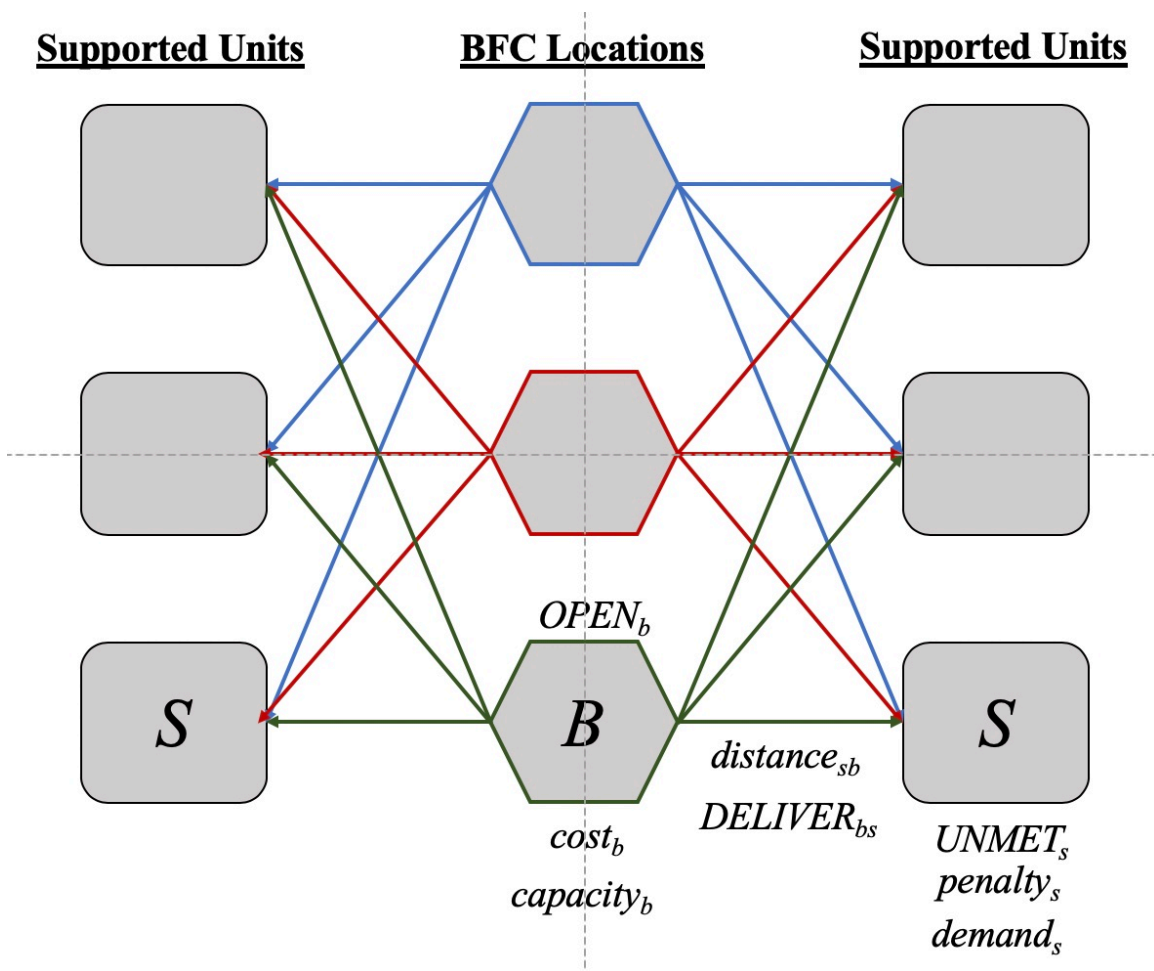 Supported Units
BFC Locations
Supported Units
OPEN_b
S
B
S
distance_sb
DELIVER_bs
cost_b
capacity_b
UNMET_s
penalty_s
demand_s